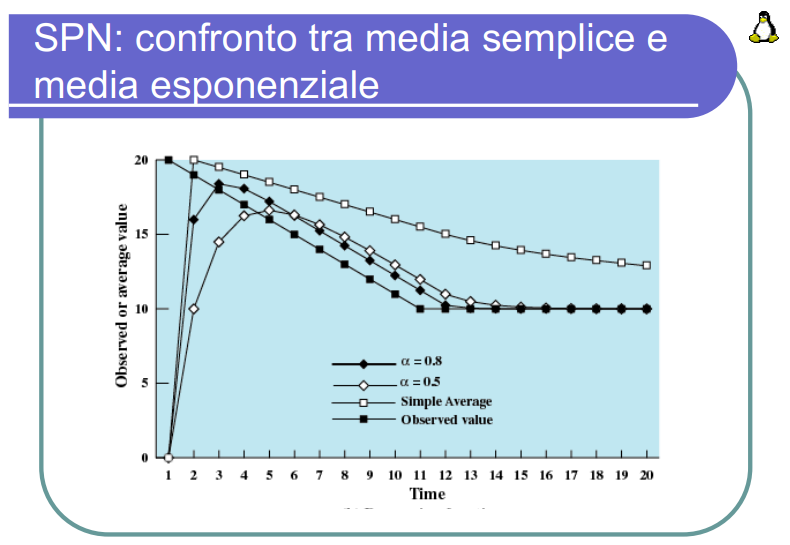 SPN: confronto tra media semplice e
media esponenziale
20
15
10
5
0
Observed or average value
α = 0.8
α = 0.5
Simple Average
Observed value
1 2 3 4 5 6 7 8 9 10 11 12 13 14 15 16 17 18 19 20
Time